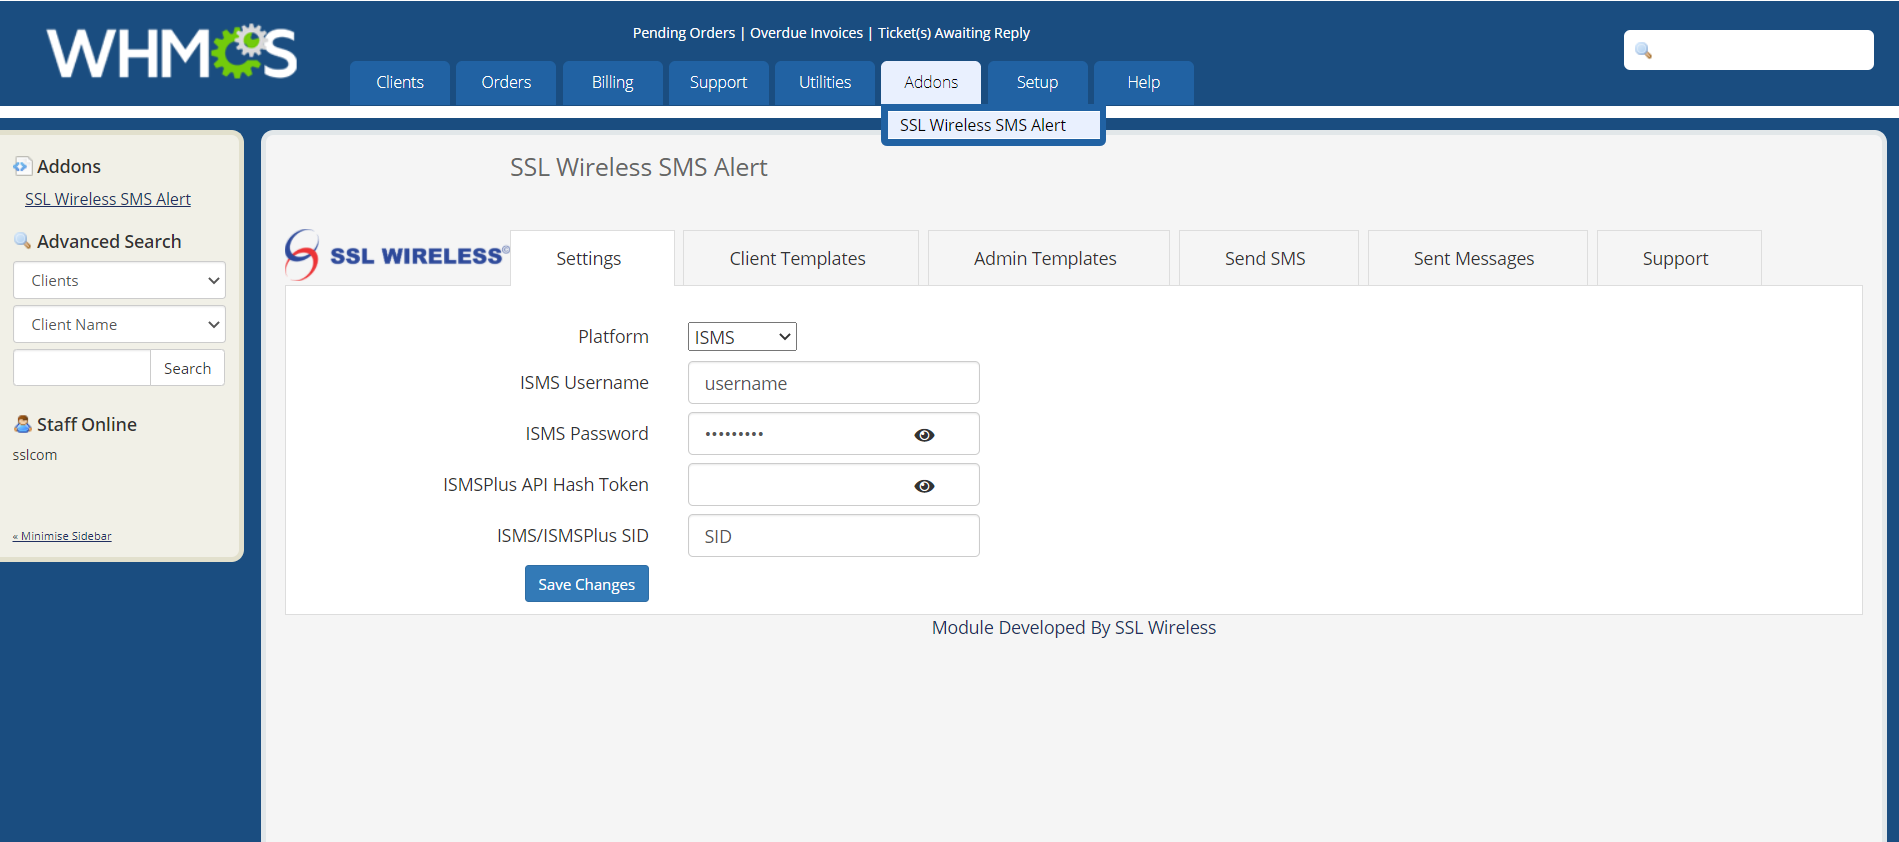 WHMCS
Pending Orders | Overdue Invoices | Ticket(s) Awaiting Reply
Clients Orders Billing Support Utilities Addons Setup Help
SSL Wireless SMS Alert
Addons
SSL Wireless SMS Alert
Advanced Search
Clients
Client Name
Search
Staff Online
sslcom
« Minimise Sidebar
SSL Wireless SMS Alert
SSL WIRELESS©
Settings Client Templates Admin Templates Send SMS Sent Messages Support
Platform ISMS
ISMS Username username
ISMS Password •••••••••
ISMSPlus API Hash Token
ISMS/ISMSPlus SID SID
Save Changes
Module Developed By SSL Wireless